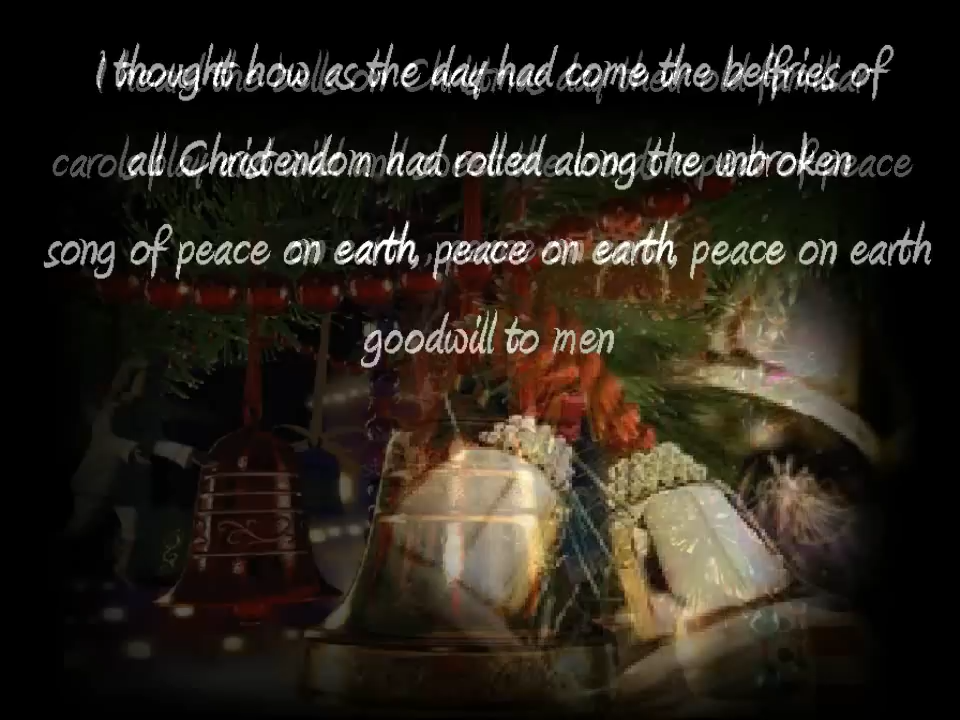 I thought how as the day had come the belfries of
all Christendom had rolled along the unbroken
song of peace on earth, peace on earth, peace on earth
goodwill to men